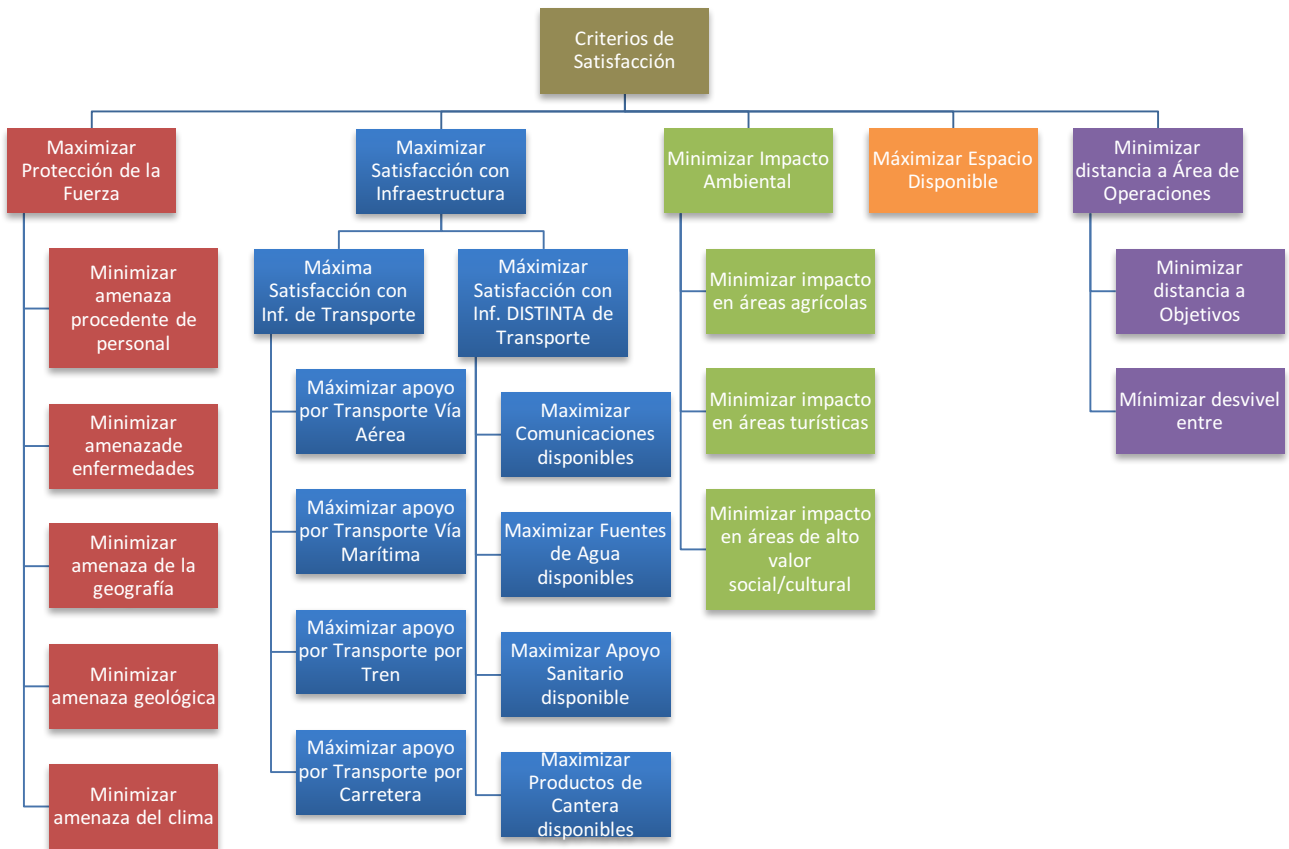 Criterios de
Satisfacción
Maximizar
Protección de la
Fuerza
Maximizar
Satisfacción con
Infraestructura
Minimizar Impacto
Ambiental
Máximizar Espacio
Disponible
Minimizar
distancia a Área de
Operaciones
Minimizar
amenaza
procedente de
personal
Minimizar
amenazade
enfermedades
Minimizar
amenaza de la
geografía
Minimizar
amenaza geológica
Minimizar
amenaza del clima
Máxima
Satisfacción con
Inf. de Transporte
Máximizar apoyo
por Transporte Vía
Aérea
Máximizar apoyo
por Transporte Vía
Marítima
Máximizar apoyo
por Transporte por
Tren
Máximizar apoyo
por Transporte por
Carretera
Máximizar
Satisfacción con
Inf. DISTINTA de
Transporte
Maximizar
Comunicaciones
disponibles
Maximizar Fuentes
de Agua
disponibles
Maximizar Apoyo
Sanitario
disponible
Maximizar
Productos de
Cantera
disponibles
Minimizar impacto
en áreas agrícolas
Minimizar impacto
en áreas turísticas
Minimizar impacto
en áreas de alto
valor
social/cultural
Minimizar
distancia a
Objetivos
Mínimizar desvivel
entre